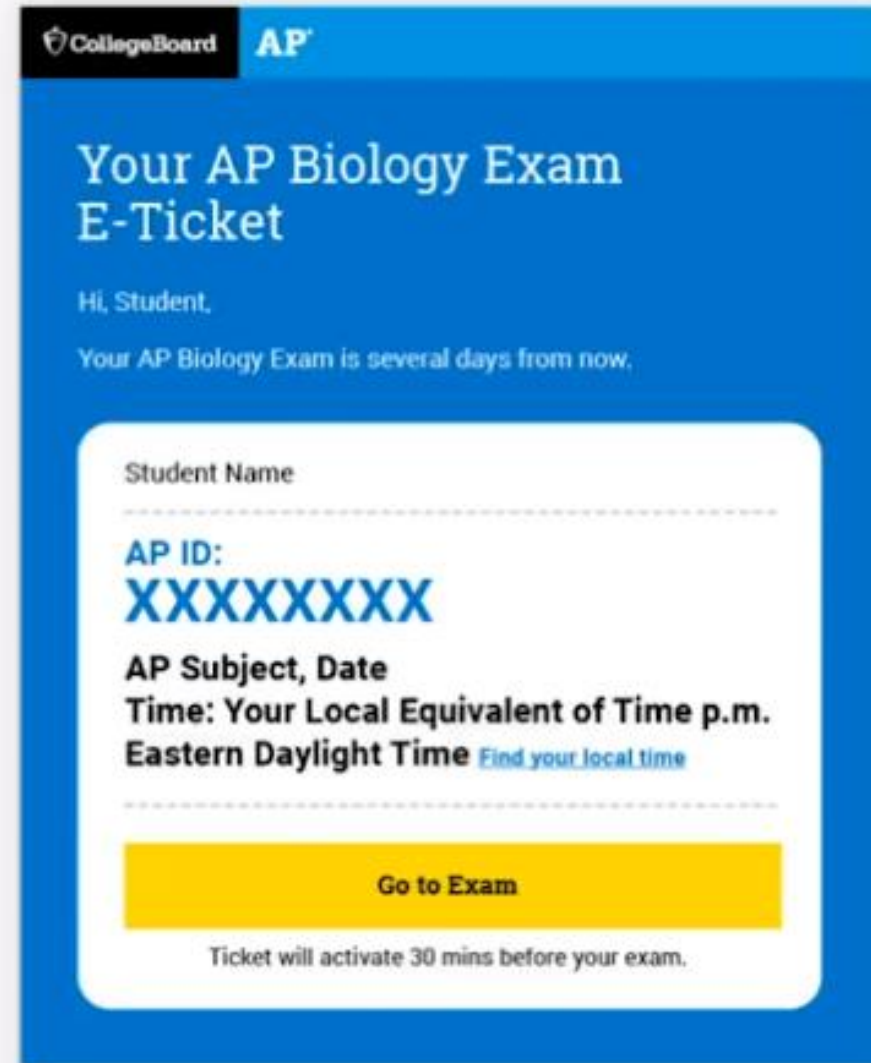 CollegeBoard AP
Your AP Biology Exam
E-Ticket
Hi, Student,
Your AP Biology Exam is several days from now.
Student Name
AP ID:
XXXXXXXX
AP Subject, Date
Time: Your Local Equivalent of Time p.m.
Eastern Daylight Time Find your local time
Go to Exam
Ticket will activate 30 mins before your exam.